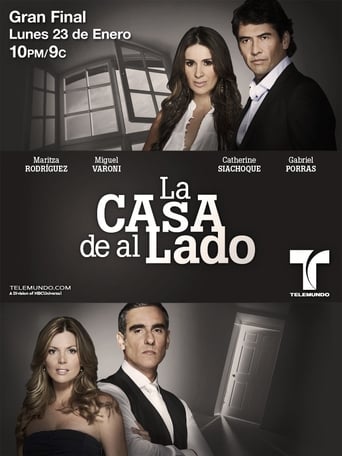 Gran Final
Lunes 23 de Enero
10PM/9C
Maritza RODRÍGUEZ
Miguel VARONI
Catherine SIACHOQUE
Gabriel PORRAS
La
CASA
de al Lado
TELEMUNDO.COM
A Division of NBCUniversal
T
TELEMUNDO